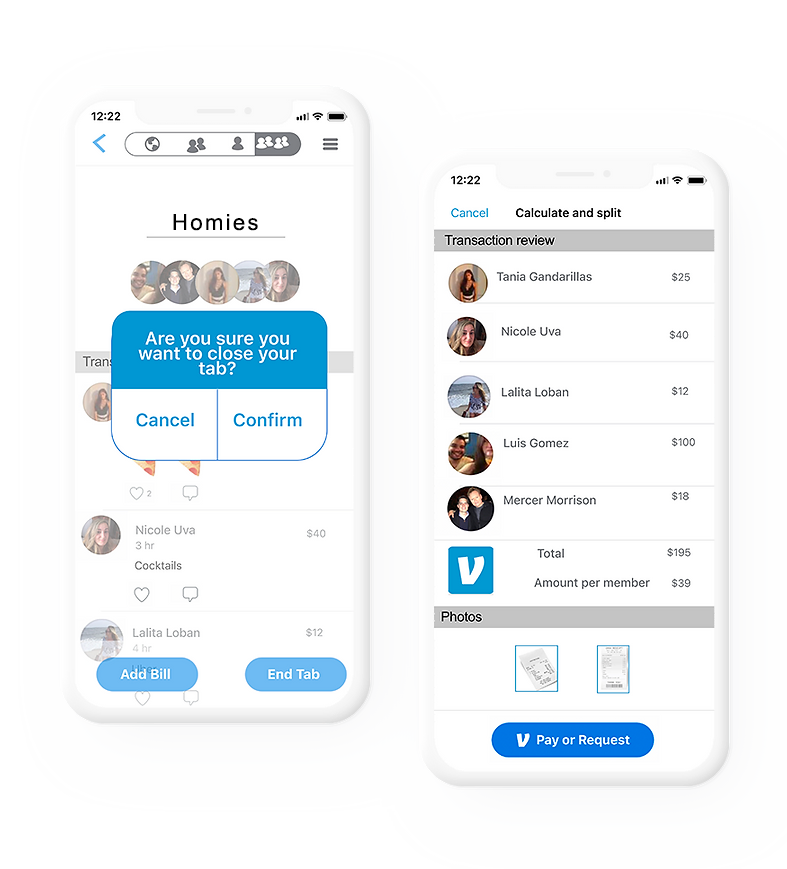 12:22
Homies
Are you sure you
want to close your
tab?
Cancel
Confirm
2
Nicole Uva
$40
3 hr
Cocktails
Lalita Loban
$12
4 hr
Add Bill
End Tab
12:22
Cancel
Calculate and split
Transaction review
Tania Gandarillas
$25
Nicole Uva
$40
Lalita Loban
$12
Luis Gomez
$100
Mercer Morrison
$18
Total
$195
Amount per member
$39
Photos
Pay or Request